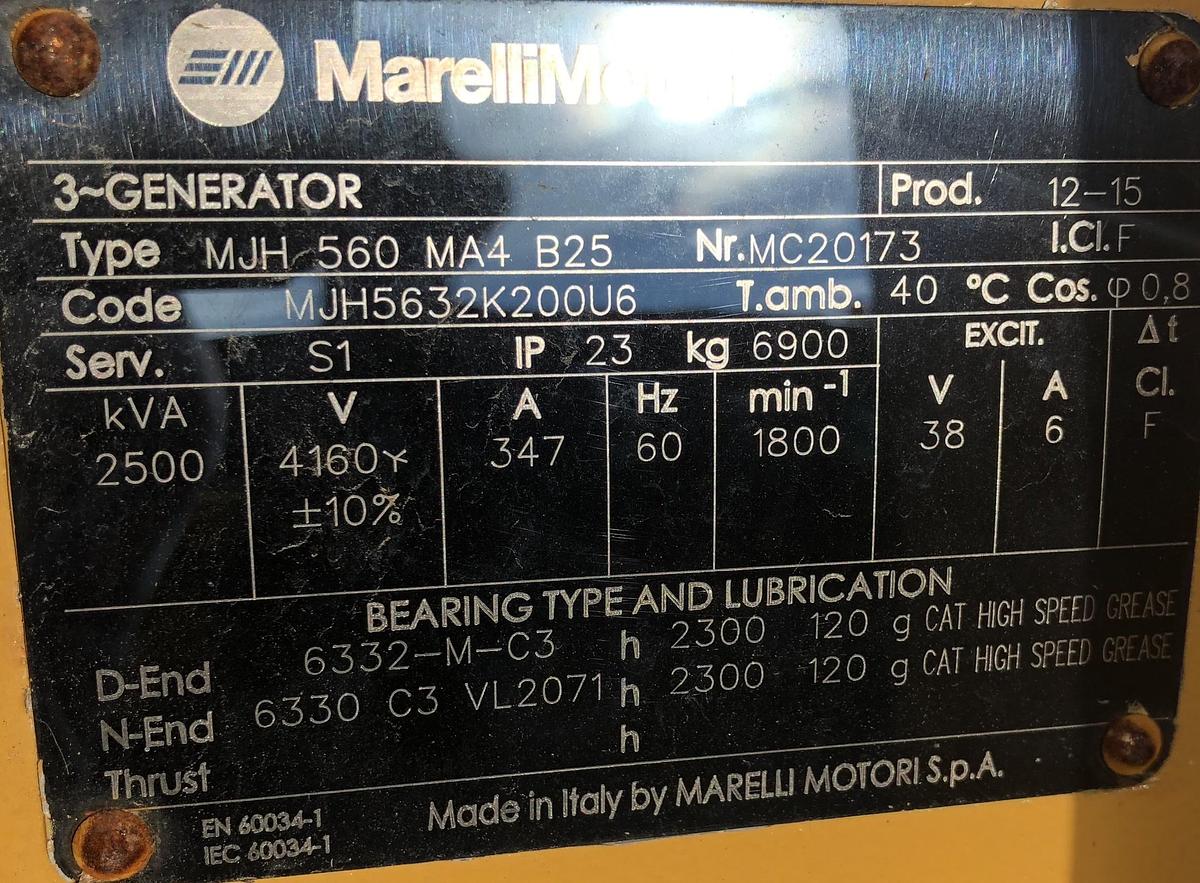 MarelliMotori
3~GENERATOR Prod. 12-15
Type MJH 560 MA4 B25 Nr. MC20173 I.Cl. F
Code MJH5632K200U6 T.amb. 40 °C Cos. φ 0,8
Serv. S1 IP 23 kg 6900 EXCIT. Δt
kVA V A Hz min -1 V A Cl.
2500 4160Y 347 60 1800 38 6 F
±10%
BEARING TYPE AND LUBRICATION
D-End 6332-M-C3 h 2300 120 g CAT HIGH SPEED GREASE
N-End 6330 C3 VL2071 h 2300 120 g CAT HIGH SPEED GREASE
Thrust h
EN 60034-1
IEC 60034-1
Made in Italy by MARELLI MOTORI S.p.A.